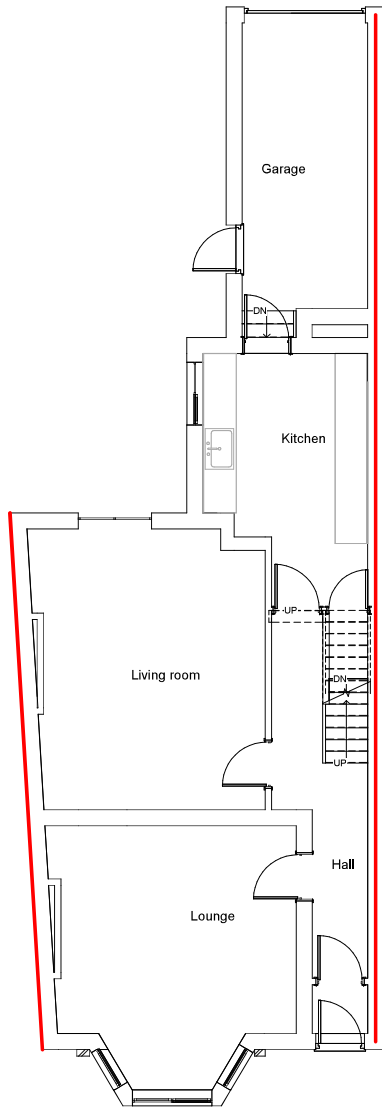 Garage
DN
Kitchen
UP
Living room
DN
UP
Hall
Lounge